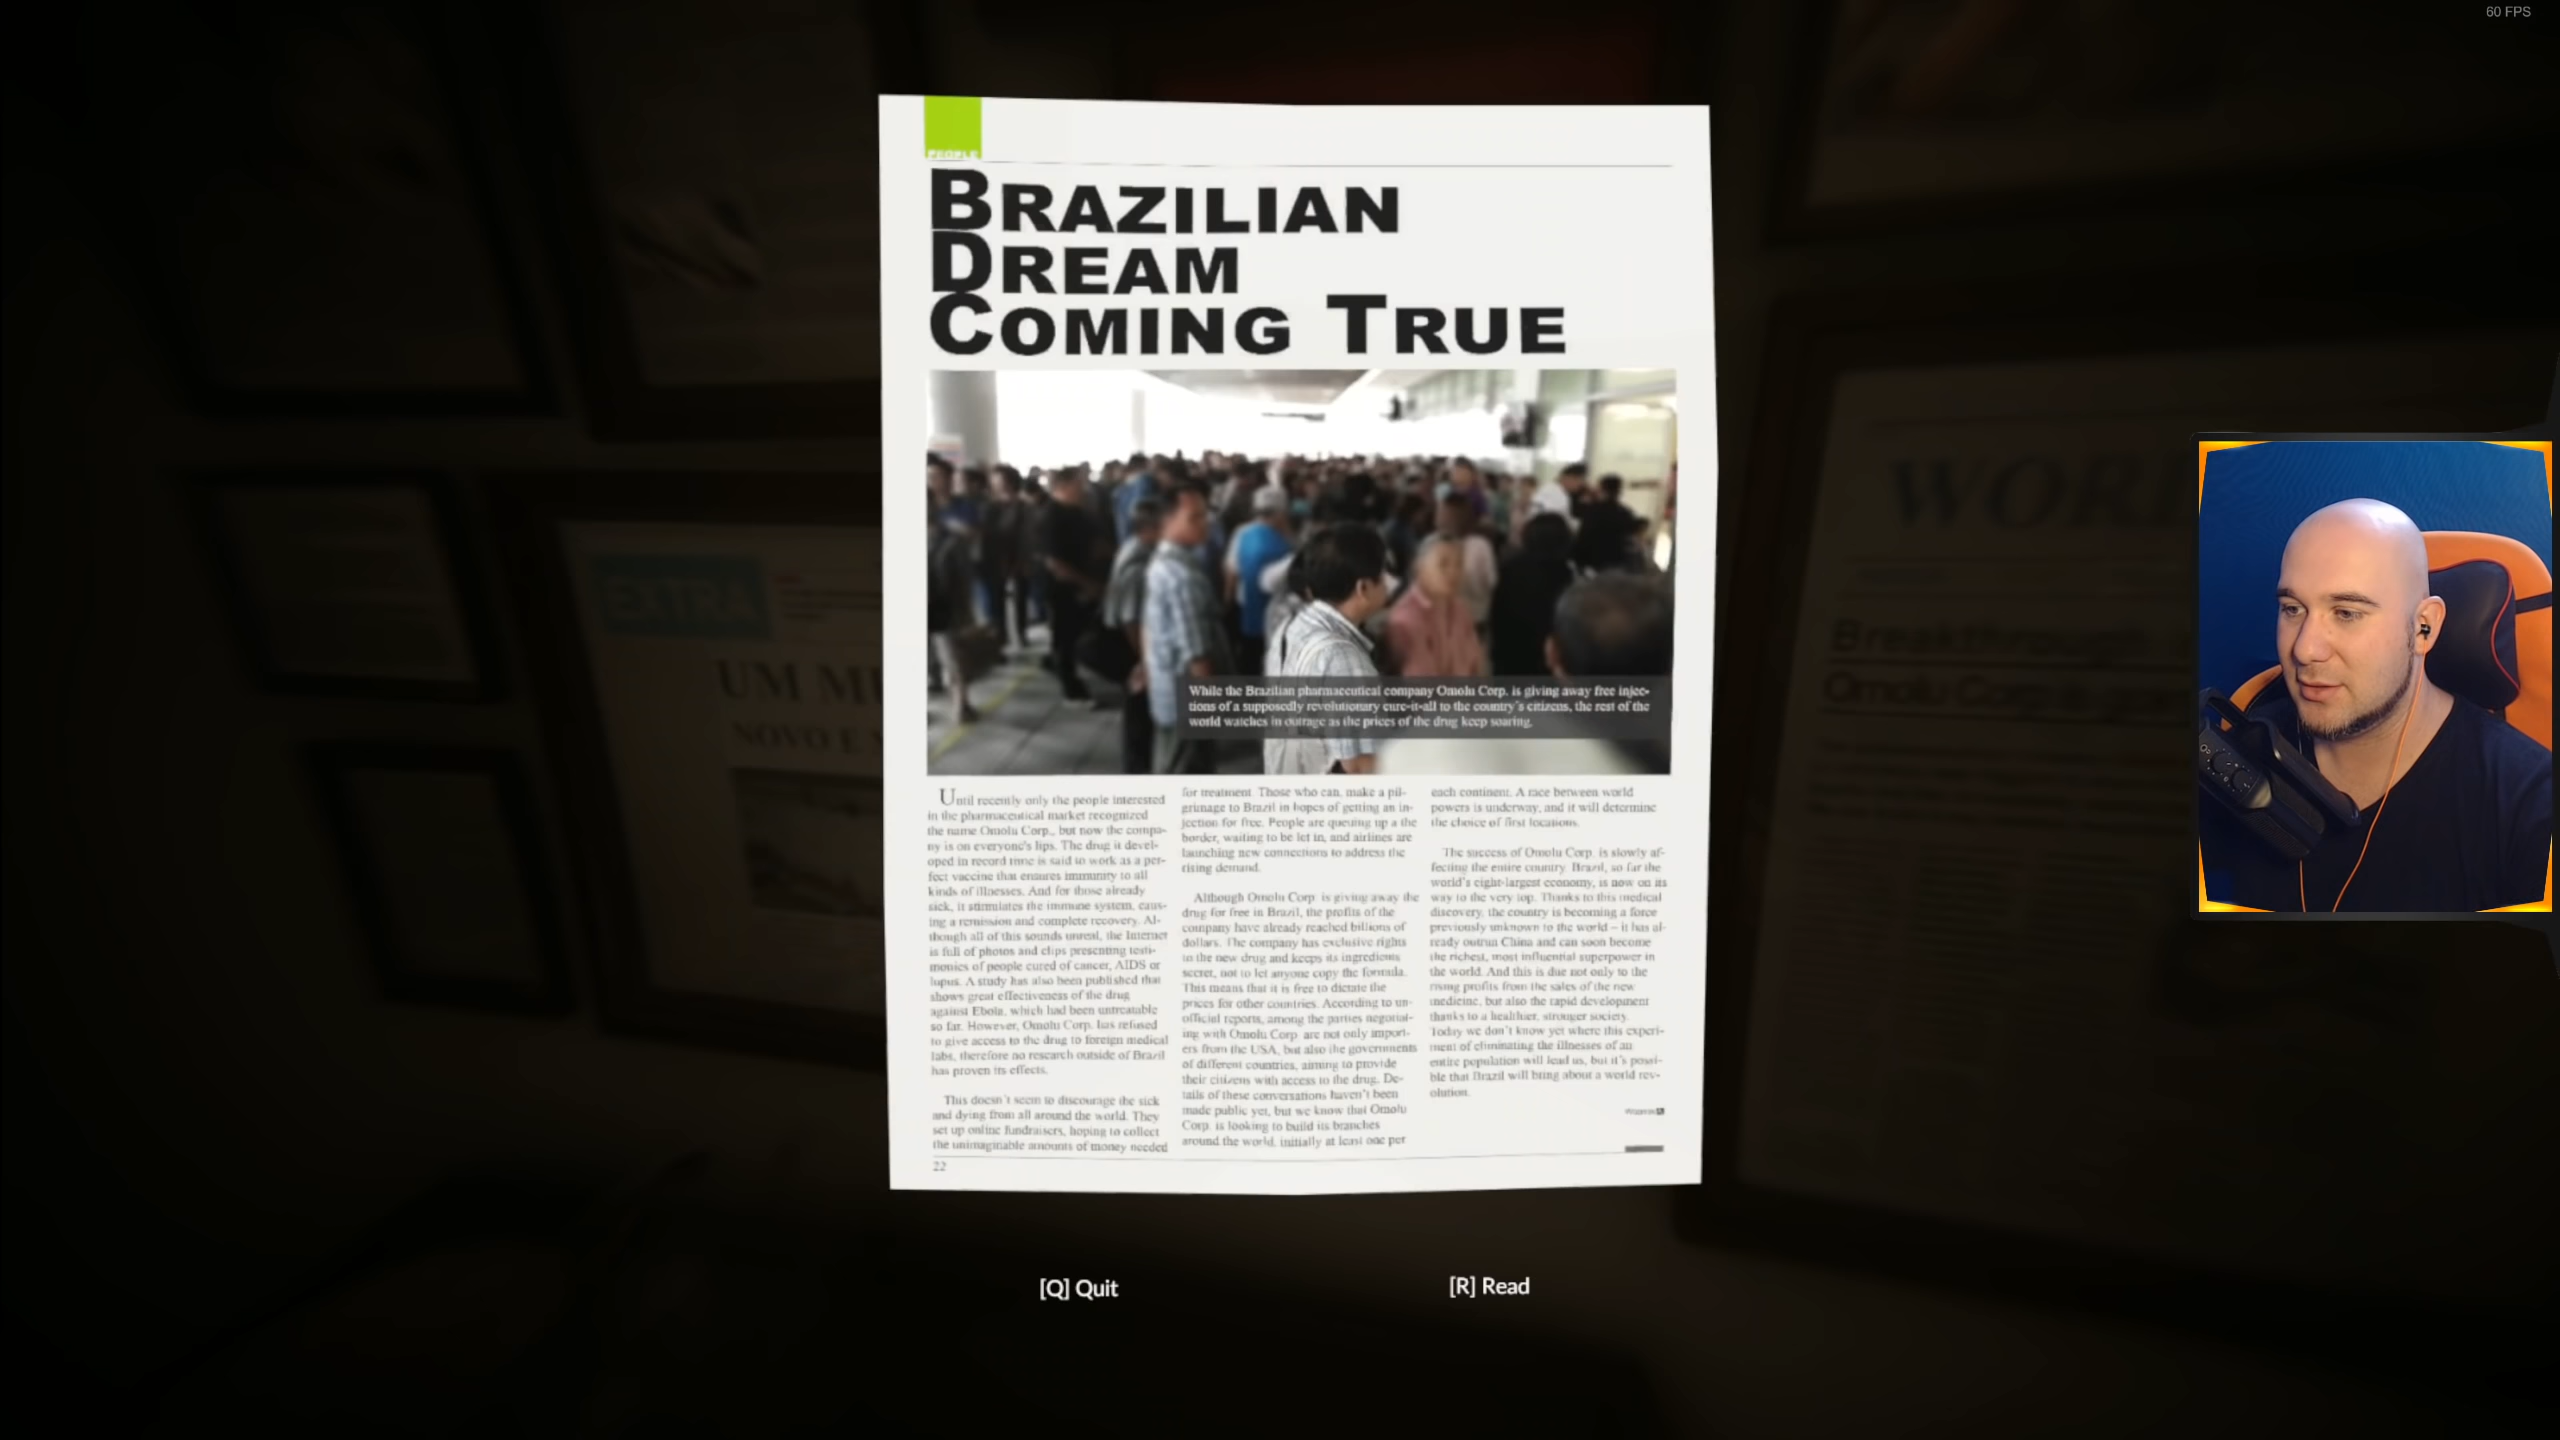 60 FPS
PEOPLE
BRAZILIAN
DREAM
COMING TRUE
While the Brazilian pharmaceutical company Omolu Corp. is giving away free injec-
tions of a supposedly revolutionary cure-it-all to the country's citizens, the rest of the
world watches in outrage as the prices of the drug keep soaring.
Until recently only the people interested
in the pharmaceutical market recognized
the name Omolu Corp., but now the compa-
ny is on everyone's lips. The drug it devel-
oped in record time is said to work as a per-
fect vaccine that ensures immunity to all
kinds of illnesses. And for those already
sick, it stimulates the immune system, caus-
ing a remission and complete recovery. Al-
though all of this sounds unreal, the Internet
is full of photos and clips presenting testi-
monies of people cured of cancer, AIDS or
lupus. A study has also been published that
shows great effectiveness of the drug
against Ebola, which had been untreatable
so far. However, Omolu Corp. has refused
to give access to the drug to foreign medical
labs, therefore no research outside of Brazil
has proven its effects.
This doesn't seem to discourage the sick
and dying from all around the world. They
set up online fundraisers, hoping to collect
the unimaginable amounts of money needed
for treatment. Those who can, make a pil-
grimage to Brazil in hopes of getting an in-
jection for free. People are queuing up a the
border, waiting to be let in, and airlines are
launching new connections to address the
rising demand.
Although Omolu Corp. is giving away the
drug for free in Brazil, the profits of the
company have already reached billions of
dollars. The company has exclusive rights
to the new drug and keeps its ingredients
secret, not to let anyone copy the formula.
This means that it is free to dictate the
prices for other countries. According to un-
official reports, among the parties negotiat-
ing with Omolu Corp. are not only import-
ers from the USA, but also the governments
of different countries, aiming to provide
their citizens with access to the drug. De-
tails of these conversations haven't been
made public yet, but we know that Omolu
Corp. is looking to build its branches
around the world, initially at least one per
each continent. A race between world
powers is underway, and it will determine
the choice of first locations.
The success of Omolu Corp. is slowly af-
fecting the entire country. Brazil, so far the
world's eight-largest economy, is now on its
way to the very top. Thanks to this medical
discovery, the country is becoming a force
previously unknown to the world – it has al-
ready outrun China and can soon become
the richest, most influential superpower in
the world. And this is due not only to the
rising profits from the sales of the new
medicine, but also the rapid development
thanks to a healthier, stronger society.
Today we don't know yet where this experi-
ment of eliminating the illnesses of an
entire population will lead us, but it's possi-
ble that Brazil will bring about a world rev-
olution.
22
EXTRA
UM MU
NOVO E
WOR
Breakthrough
Omolu Corp
[Q] Quit
[R] Read